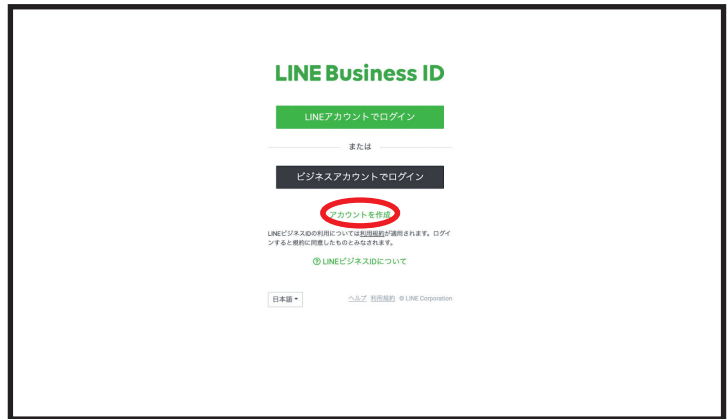 LINE Business ID
LINEアカウントでログイン
または
ビジネスアカウントでログイン
アカウントを作成
LINEビジネスIDの利用については利用規約が適用されます。ログイ
ンすると規約に同意したものとみなされます。
? LINEビジネスIDについて
日本語
ヘルプ 利用規約 © LINE Corporation